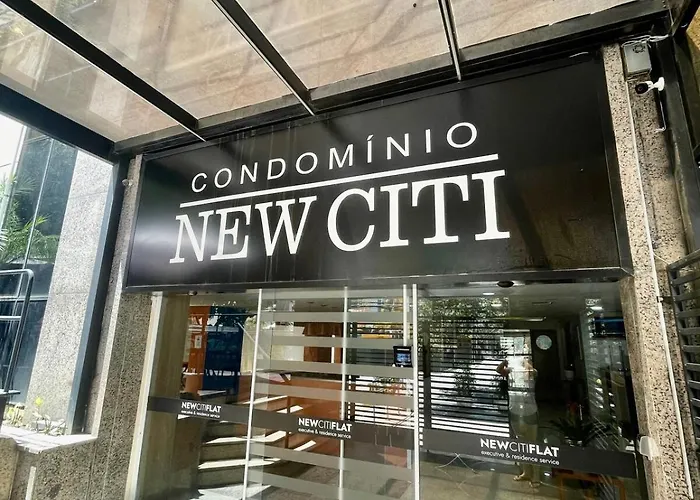 CONDOMÍNIO
NEW CITI
NEWCITIFLAT
executive & residence service
NEWCITIFLAT
executive & residence service
NEWCITIFLAT
executive & residence service